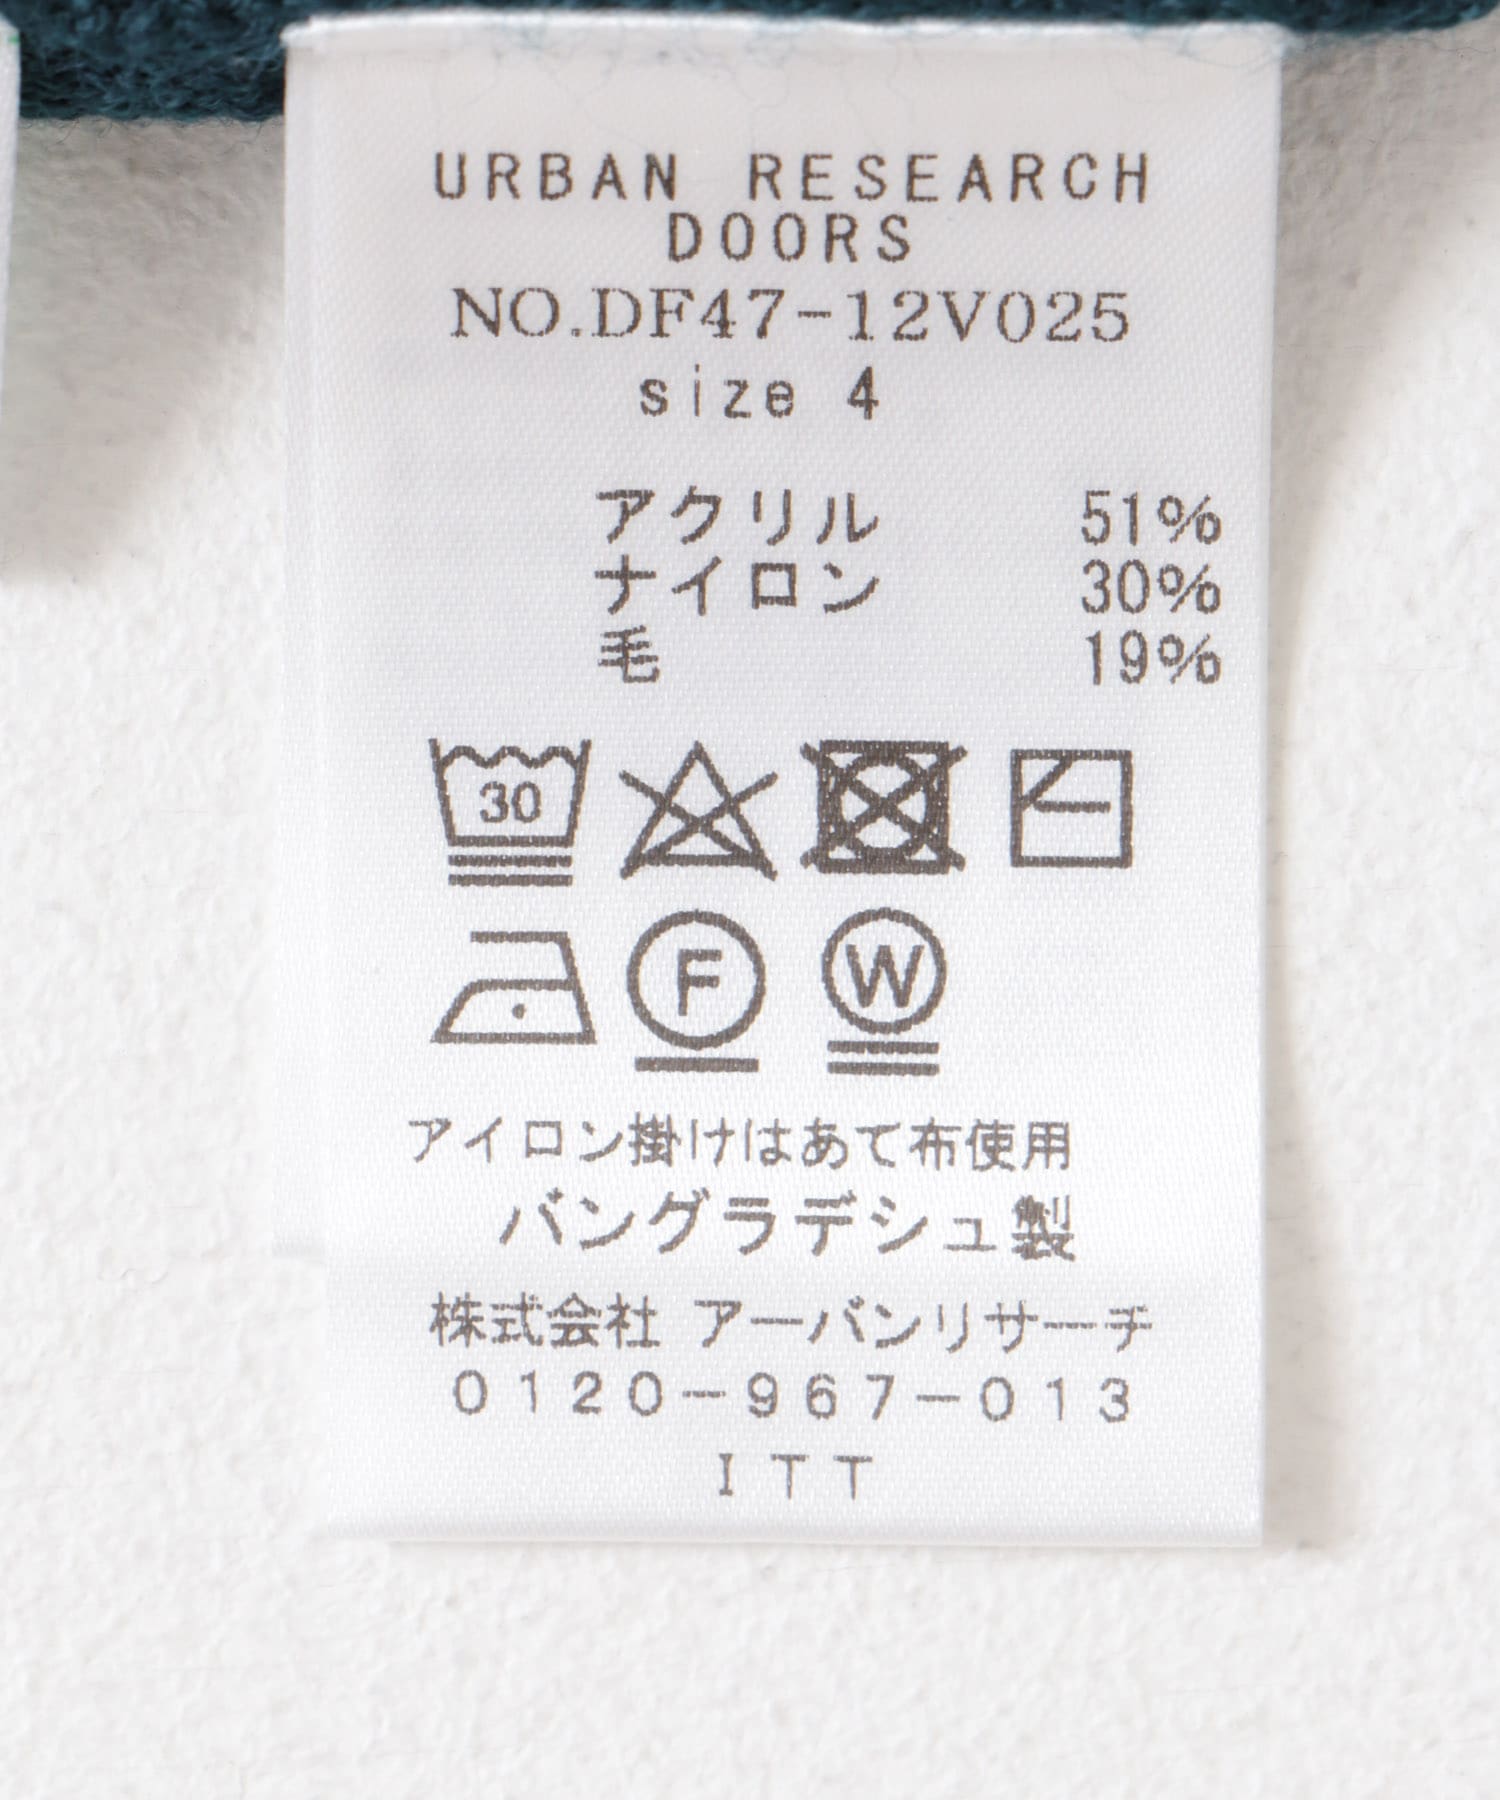 URBAN RESEARCH
DOORS
NO.DF47-12V025
size 4
アクリル 51%
ナイロン 30%
毛 19%
30
F W
アイロン掛けはあて布使用
バングラデシュ製
株式会社 アーバンリサーチ
0120-967-013
ITT